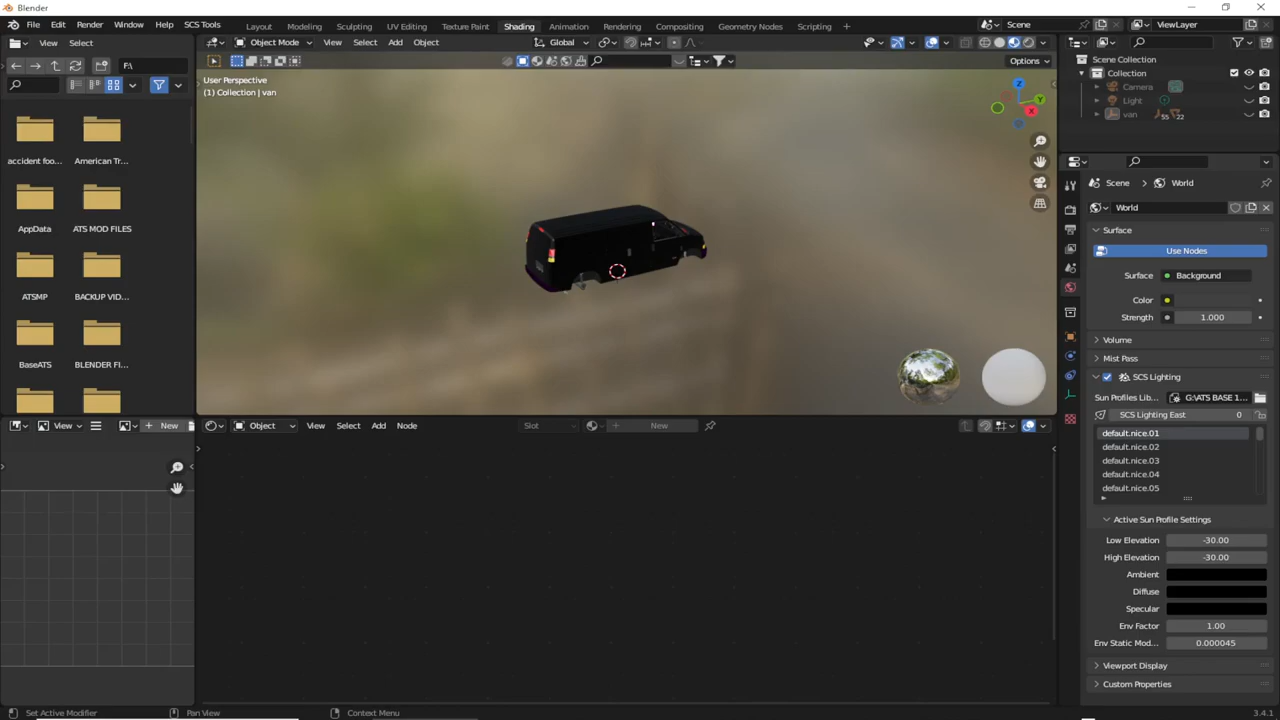 Blender
File Edit Render Window Help SCS Tools
Layout Modeling Sculpting UV Editing Texture Paint Shading Animation Rendering Compositing Geometry Nodes Scripting +
Scene
ViewLayer
View Select
Object Mode View Select Add Object
Global
F:\
Options
User Perspective
(1) Collection | van
Z
Y
X
accident foo... American Tr...
AppData ATS MOD FILES
ATSMP BACKUP VID...
BaseATS BLENDER FI...
Scene Collection
Collection
Camera
Light
van 55 22
Scene World
World
Surface
Use Nodes
Surface Background
Color
Strength 1.000
Volume
Mist Pass
SCS Lighting
Sun Profiles Lib... G:\ATS BASE 1...
SCS Lighting East 0
default.nice.01
default.nice.02
default.nice.03
default.nice.04
default.nice.05
Active Sun Profile Settings
Low Elevation -30.00
High Elevation -30.00
Ambient
Diffuse
Specular
Env Factor 1.00
Env Static Mod... 0.000045
Viewport Display
Custom Properties
View New
Object View Select Add Node Slot New
Set Active Modifier Pan View Context Menu 3.4.1